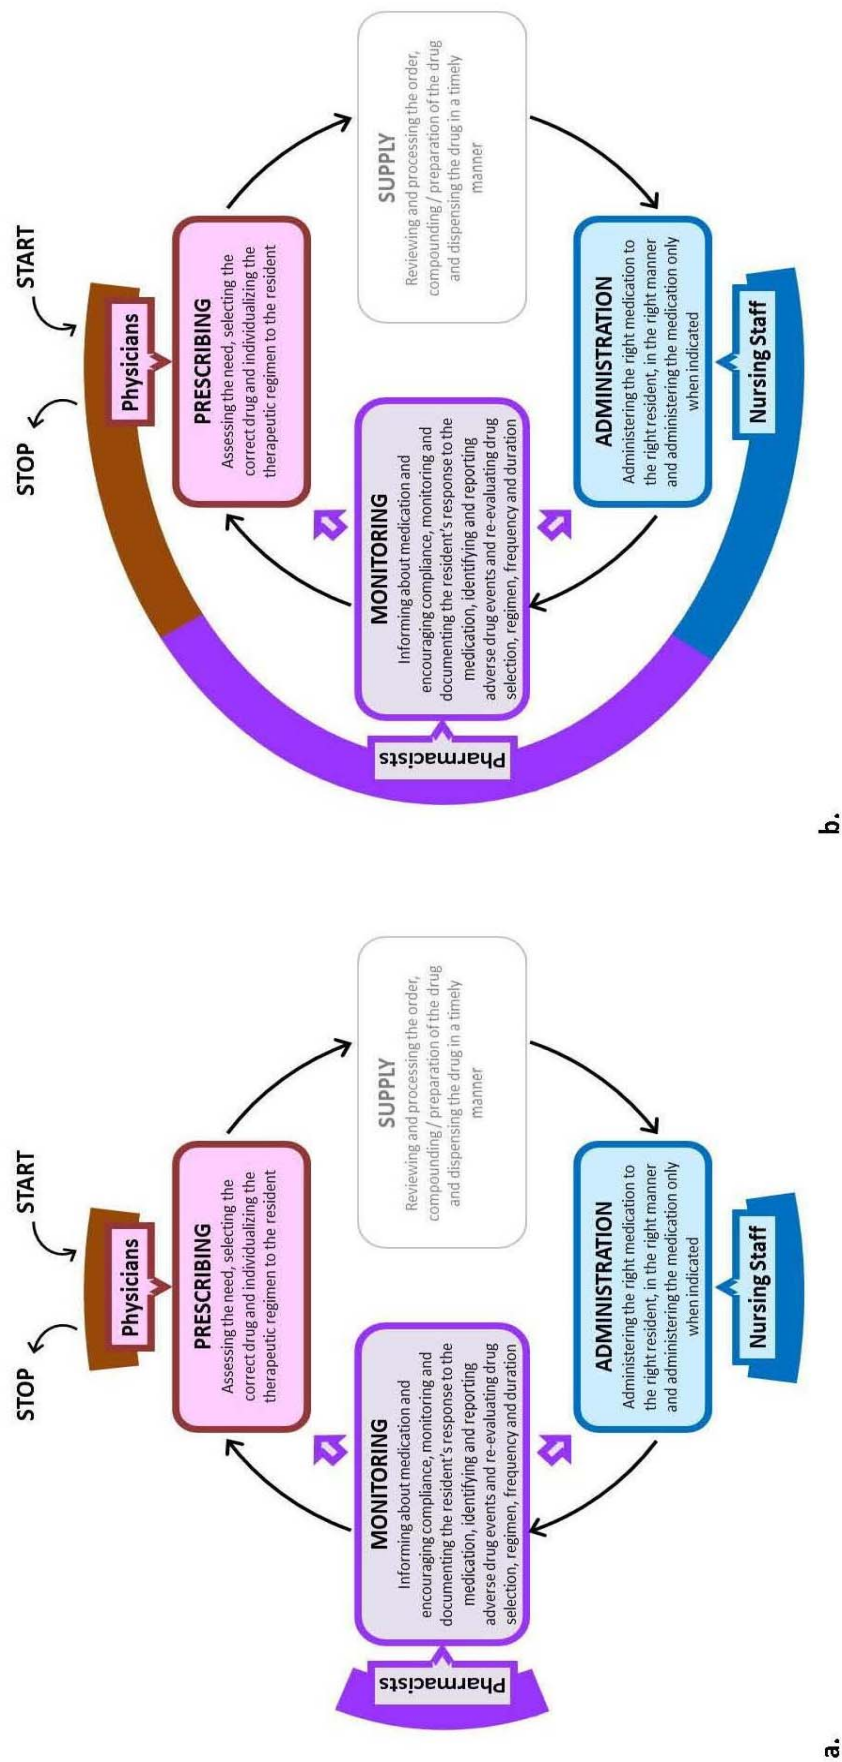 a.
STOP
START
Physicians
PRESCRIBING
Assessing the need, selecting the
correct drug and individualizing the
therapeutic regimen to the resident
Pharmacists
MONITORING
Informing about medication and
encouraging compliance, monitoring and
documenting the resident's response to the
medication, identifying and reporting
adverse drug events and re-evaluating drug
selection, regimen, frequency and duration
SUPPLY
Reviewing and processing the order,
compounding / preparation of the drug
and dispensing the drug in a timely
manner
ADMINISTRATION
Administering the right medication to
the right resident, in the right manner
and administering the medication only
when indicated
Nursing Staff
b.
STOP
START
Physicians
PRESCRIBING
Assessing the need, selecting the
correct drug and individualizing the
therapeutic regimen to the resident
Pharmacists
MONITORING
Informing about medication and
encouraging compliance, monitoring and
documenting the resident's response to the
medication, identifying and reporting
adverse drug events and re-evaluating drug
selection, regimen, frequency and duration
SUPPLY
Reviewing and processing the order,
compounding / preparation of the drug
and dispensing the drug in a timely
manner
ADMINISTRATION
Administering the right medication to
the right resident, in the right manner
and administering the medication only
when indicated
Nursing Staff